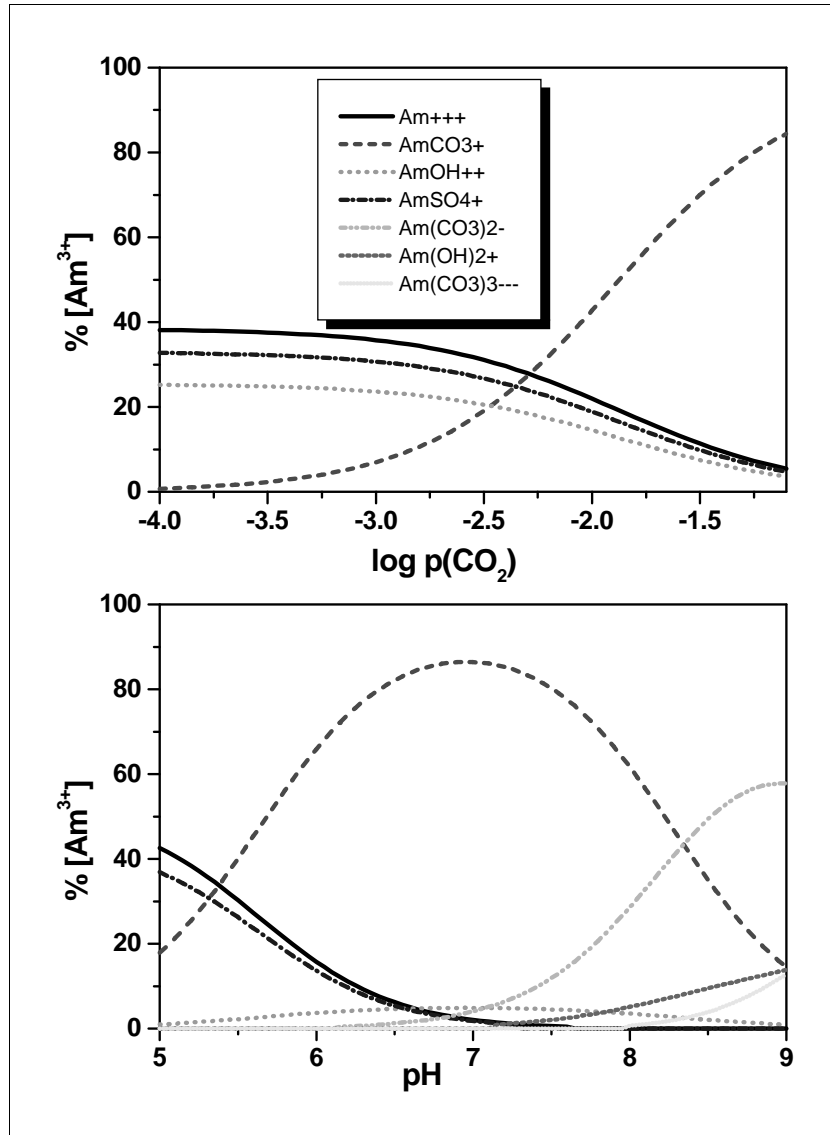 100
80
60
40
20
0
% [Am³⁺]
Am+++
AmCO3+
AmOH++
AmSO4+
Am(CO3)2-
Am(OH)2+
Am(CO3)3---
-4.0 -3.5 -3.0 -2.5 -2.0 -1.5
log p(CO₂)
100
80
60
40
20
0
% [Am³⁺]
5 6 7 8 9
pH